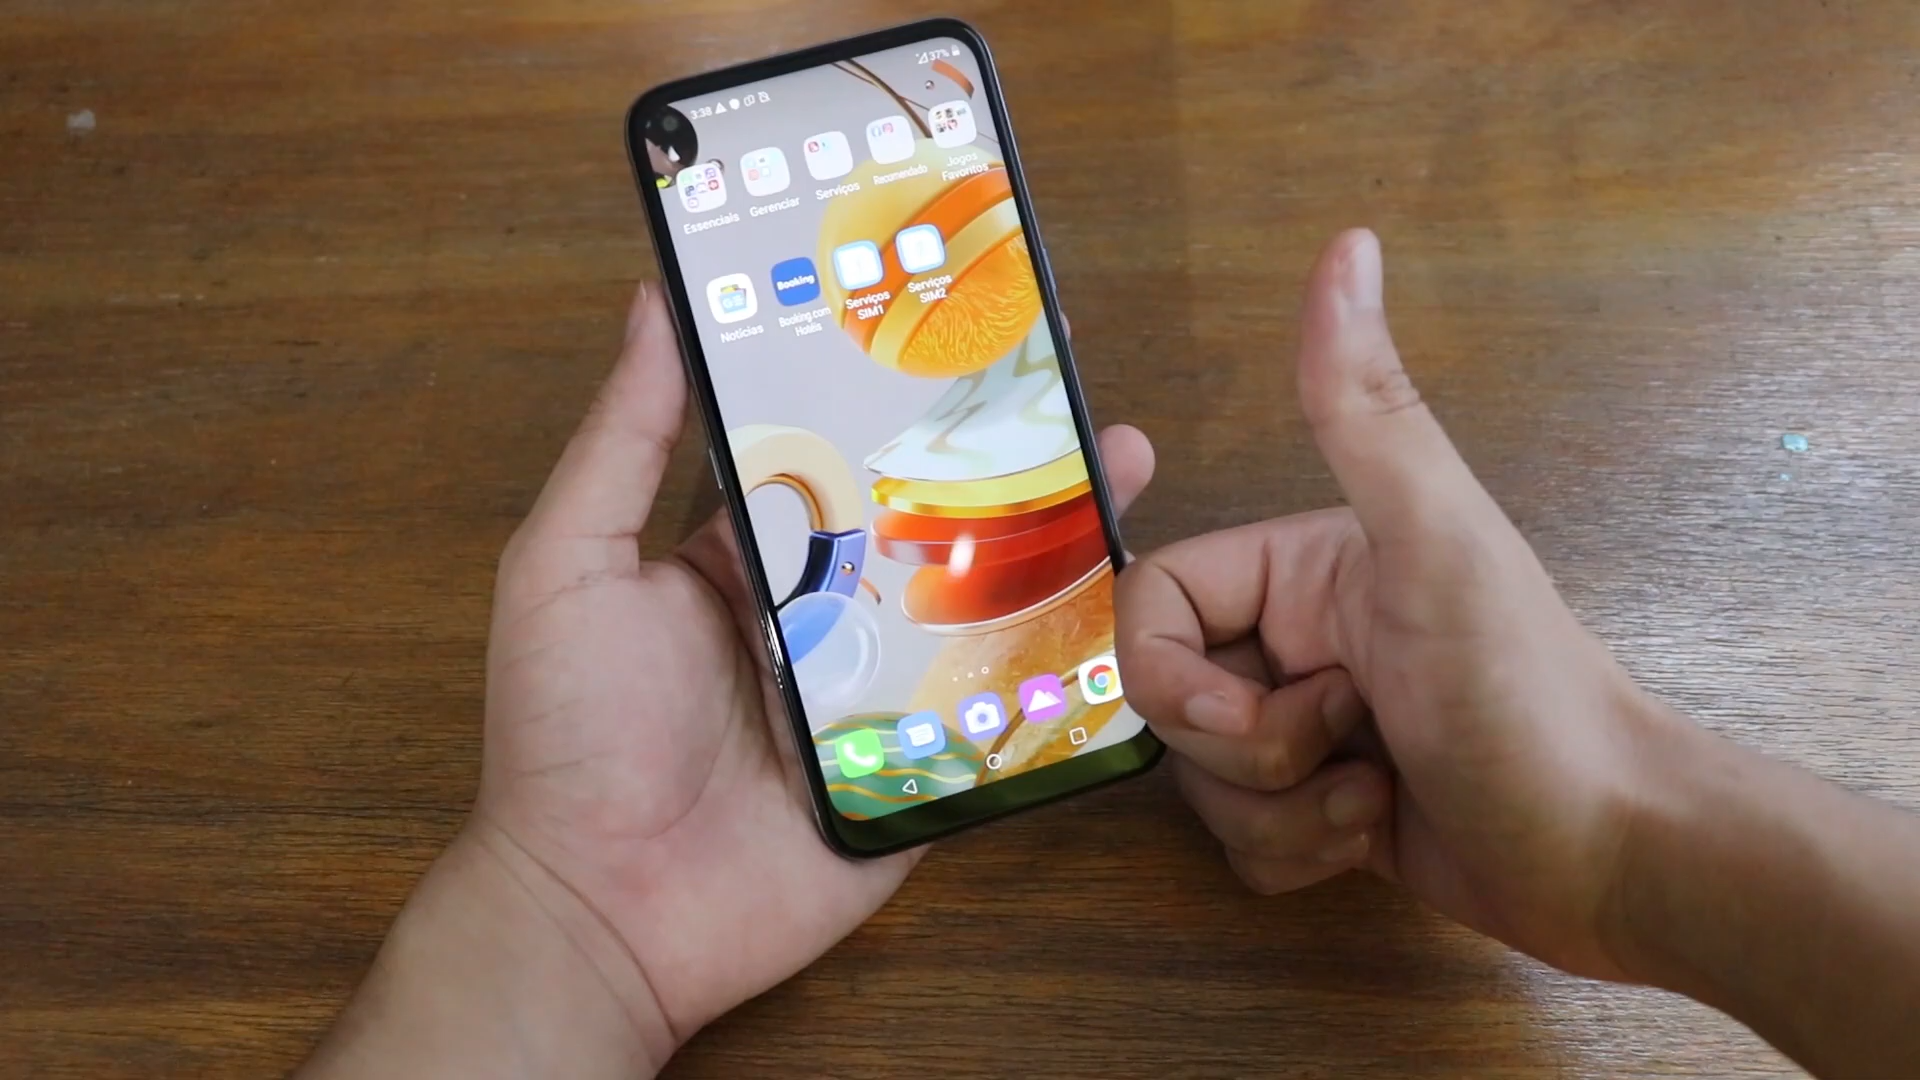 3:38
37%
Essenciais
Gerenciar
Serviços
Recomendado
Jogos
Favoritos
Notícias
Booking
Booking.com
Hotéis
Serviços
SIM1
Serviços
SIM2